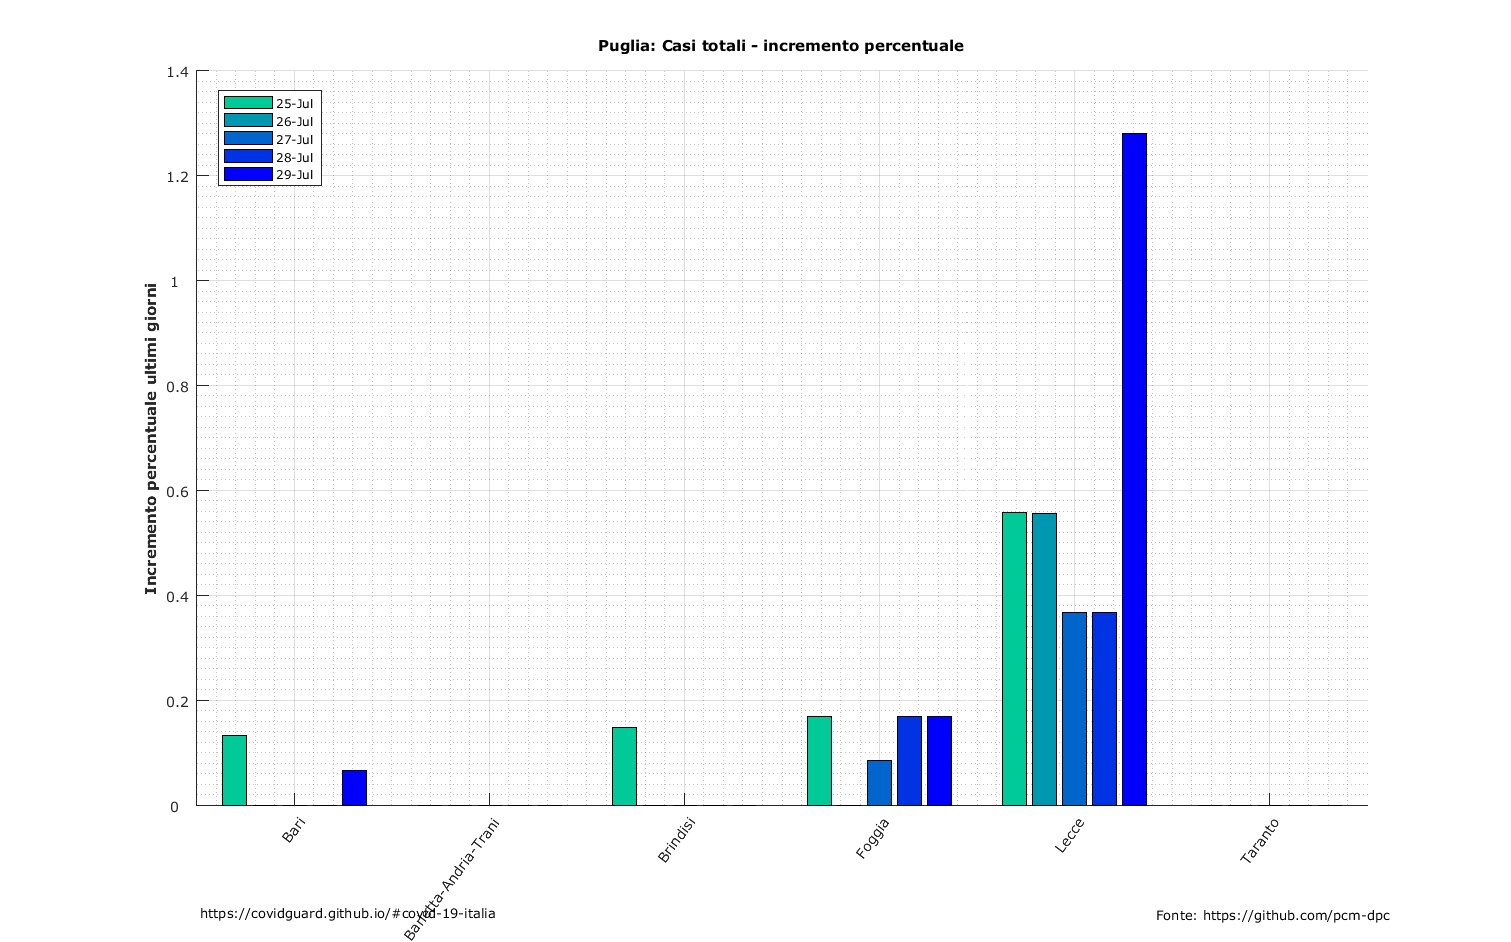 Puglia: Casi totali - incremento percentuale
Incremento percentuale ultimi giorni
1.4
1.2
1
0.8
0.6
0.4
0.2
0
25-Jul
26-Jul
27-Jul
28-Jul
29-Jul
Bari
Barletta-Andria-Trani
Brindisi
Foggia
Lecce
Taranto
https://covidguard.github.io/#covid-19-italia
Fonte: https://github.com/pcm-dpc